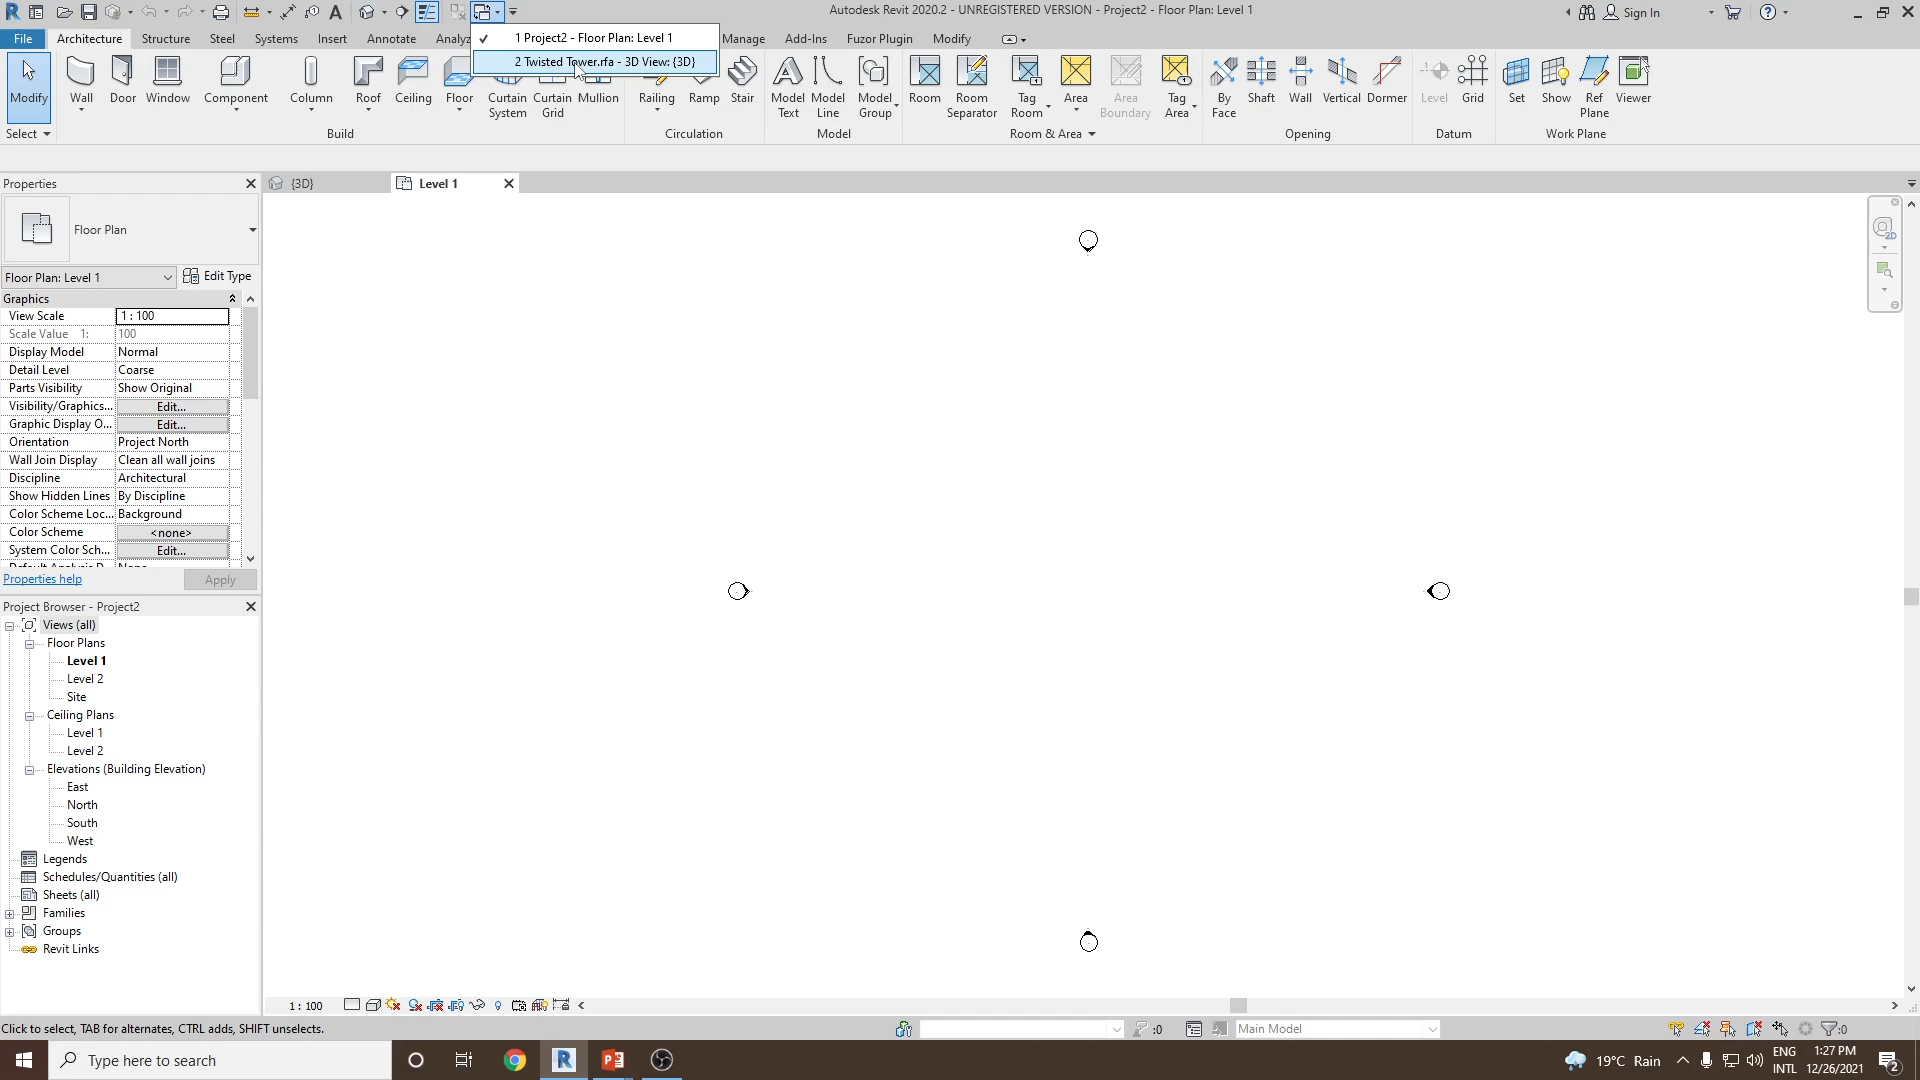 Autodesk Revit 2020.2 - UNREGISTERED VERSION - Project2 - Floor Plan: Level 1
Sign In
File Architecture Structure Steel Systems Insert Annotate Analyz Manage Add-Ins Fuzor Plugin Modify
1 Project2 - Floor Plan: Level 1
2 Twisted Tower.rfa - 3D View: {3D}
Modify Wall Door Window Component Column Roof Ceiling Floor Curtain System Curtain Grid Mullion Railing Ramp Stair Model Text Model Line Model Group Room Room Separator Tag Room Area Area Boundary Tag Area By Face Shaft Wall Vertical Dormer Level Grid Set Show Ref Plane Viewer
Select Build Circulation Model Room & Area Opening Datum Work Plane
Properties
{3D}
Level 1
Floor Plan
Floor Plan: Level 1
Edit Type
Graphics
View Scale 1 : 100
Scale Value 1: 100
Display Model Normal
Detail Level Coarse
Parts Visibility Show Original
Visibility/Graphics... Edit...
Graphic Display O... Edit...
Orientation Project North
Wall Join Display Clean all wall joins
Discipline Architectural
Show Hidden Lines By Discipline
Color Scheme Loc... Background
Color Scheme <none>
System Color Sch... Edit...
Properties help
Apply
Project Browser - Project2
Views (all)
Floor Plans
Level 1
Level 2
Site
Ceiling Plans
Level 1
Level 2
Elevations (Building Elevation)
East
North
South
West
Legends
Schedules/Quantities (all)
Sheets (all)
Families
Groups
Revit Links
2D
1 : 100
Click to select, TAB for alternates, CTRL adds, SHIFT unselects.
:0
Main Model
:0
Type here to search
19°C Rain
ENG
INTL
1:27 PM
12/26/2021
2